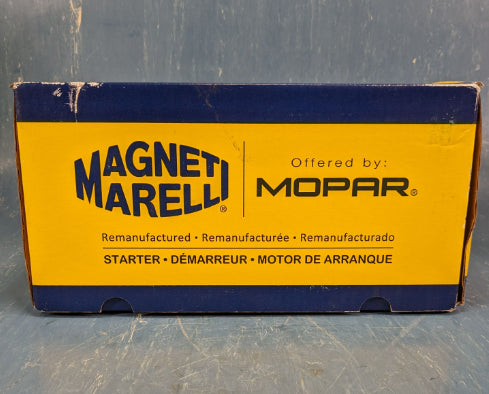 MAGNETI
MARELLI®
Offered by:
MOPAR®
Remanufactured • Remanufacturée • Remanufacturado
STARTER • DÉMARREUR • MOTOR DE ARRANQUE